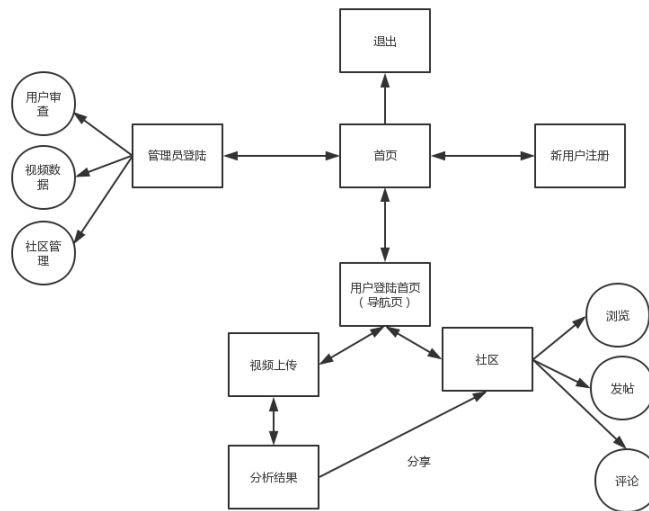 退出
用户审
查
管理员登陆
首页
新用户注册
视频数
据
社区管
理
用户登陆首页
（导航页）
浏览
视频上传
社区
发帖
分享
分析结果
评论